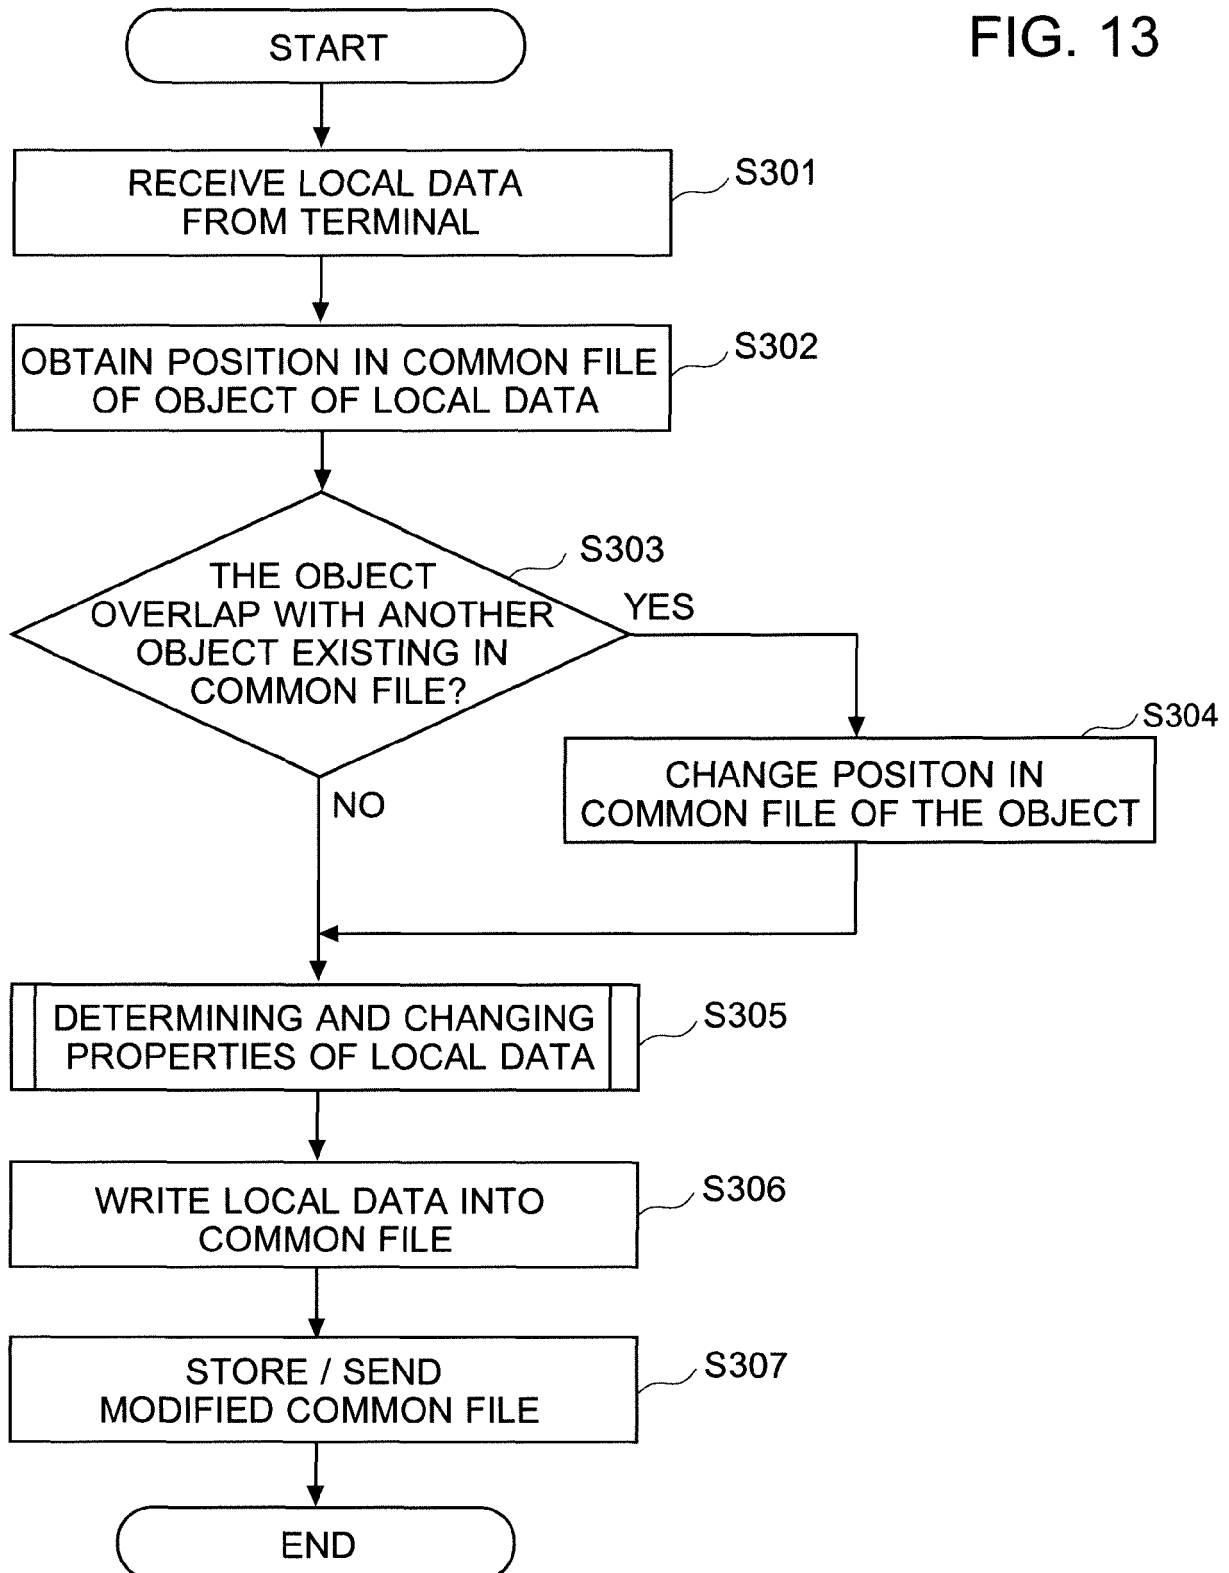 FIG. 13
START
RECEIVE LOCAL DATA
FROM TERMINAL
S301
OBTAIN POSITION IN COMMON FILE
OF OBJECT OF LOCAL DATA
S302
THE OBJECT
OVERLAP WITH ANOTHER
OBJECT EXISTING IN
COMMON FILE?
S303
YES
NO
CHANGE POSITON IN
COMMON FILE OF THE OBJECT
S304
DETERMINING AND CHANGING
PROPERTIES OF LOCAL DATA
S305
WRITE LOCAL DATA INTO
COMMON FILE
S306
STORE / SEND
MODIFIED COMMON FILE
S307
END